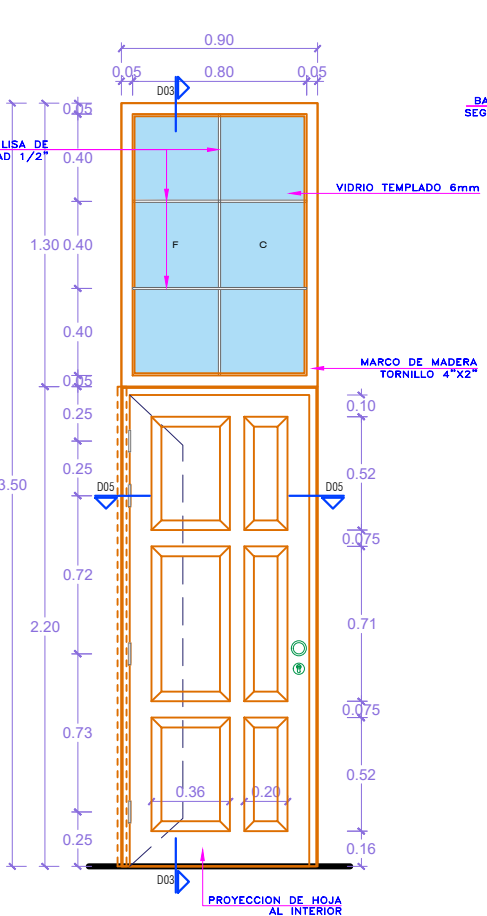 0.90
0.05 0.80 0.05
D03
BA
SEG
0.05
LISA DE
AD 1/2"
0.40
VIDRIO TEMPLADO 6mm
1.30 0.40
F C
0.40
MARCO DE MADERA
TORNILLO 4"X2"
0.05
0.10
0.25
0.25
0.52
3.50
D05 D05
0.075
0.72
0.71
2.20
0.075
0.73
0.52
0.36 0.20
0.25
0.16
D03
PROYECCION DE HOJA
AL INTERIOR